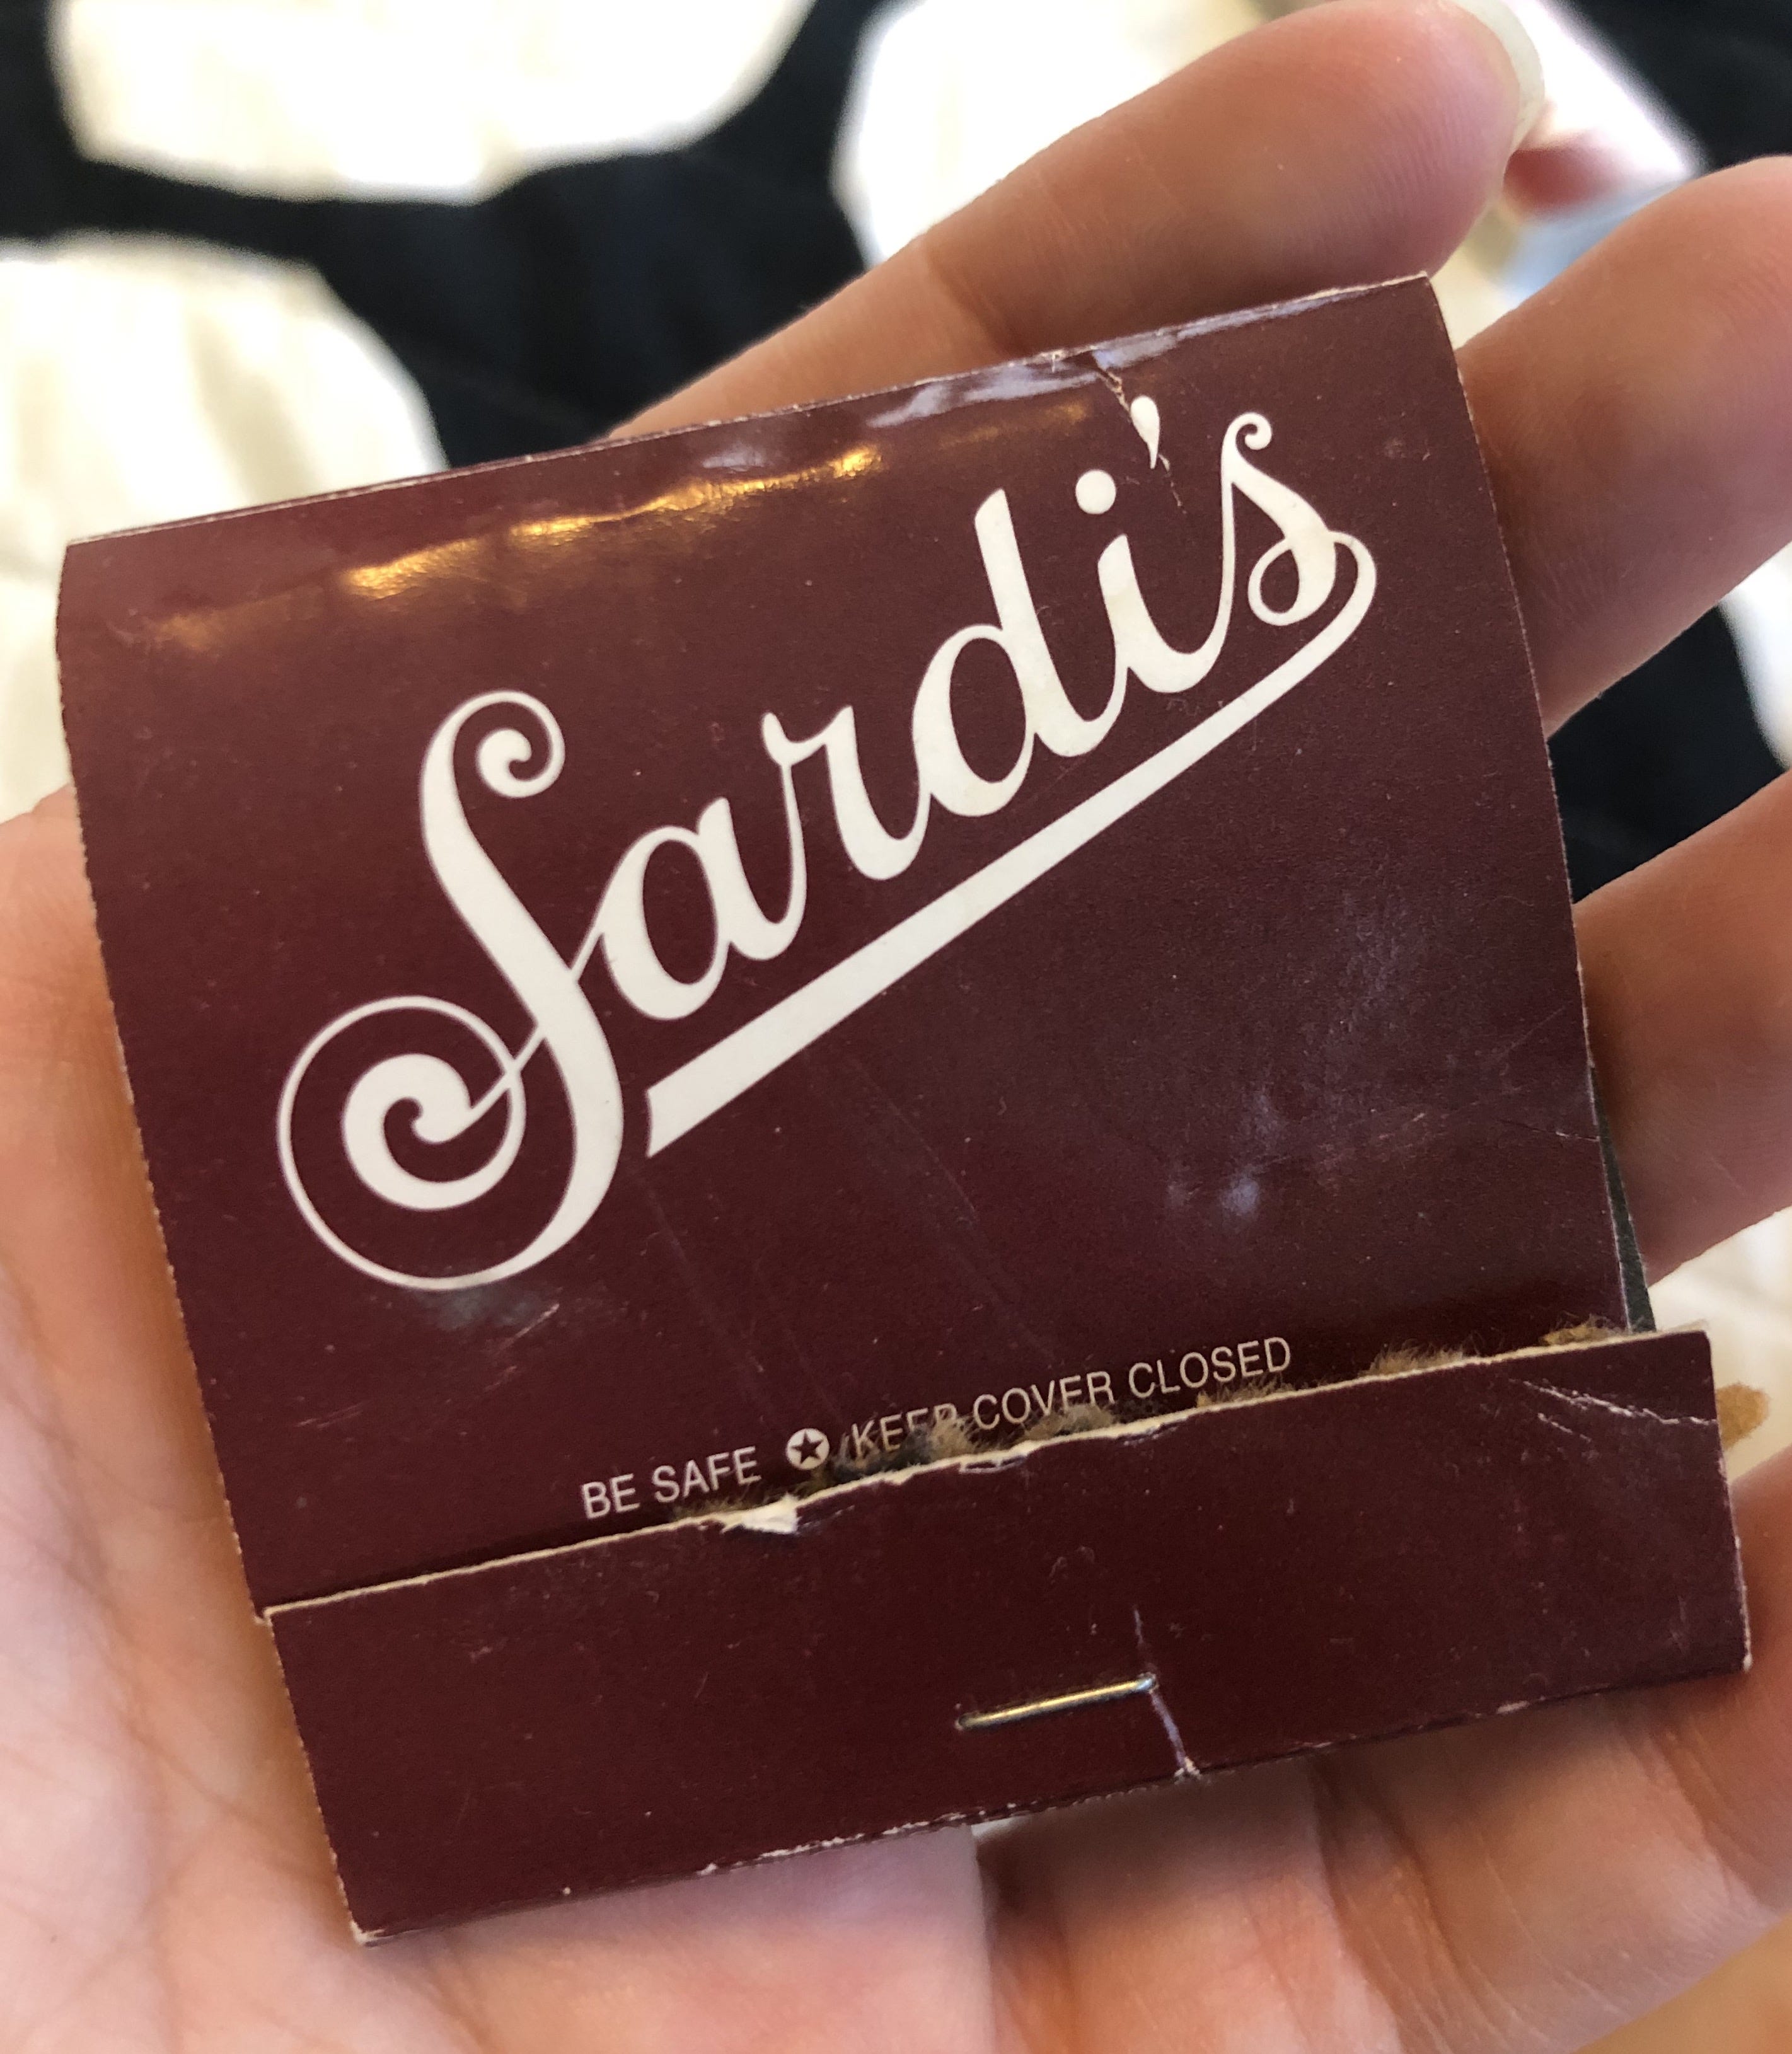 Sardi's
BE SAFE ✪ KEEP COVER CLOSED